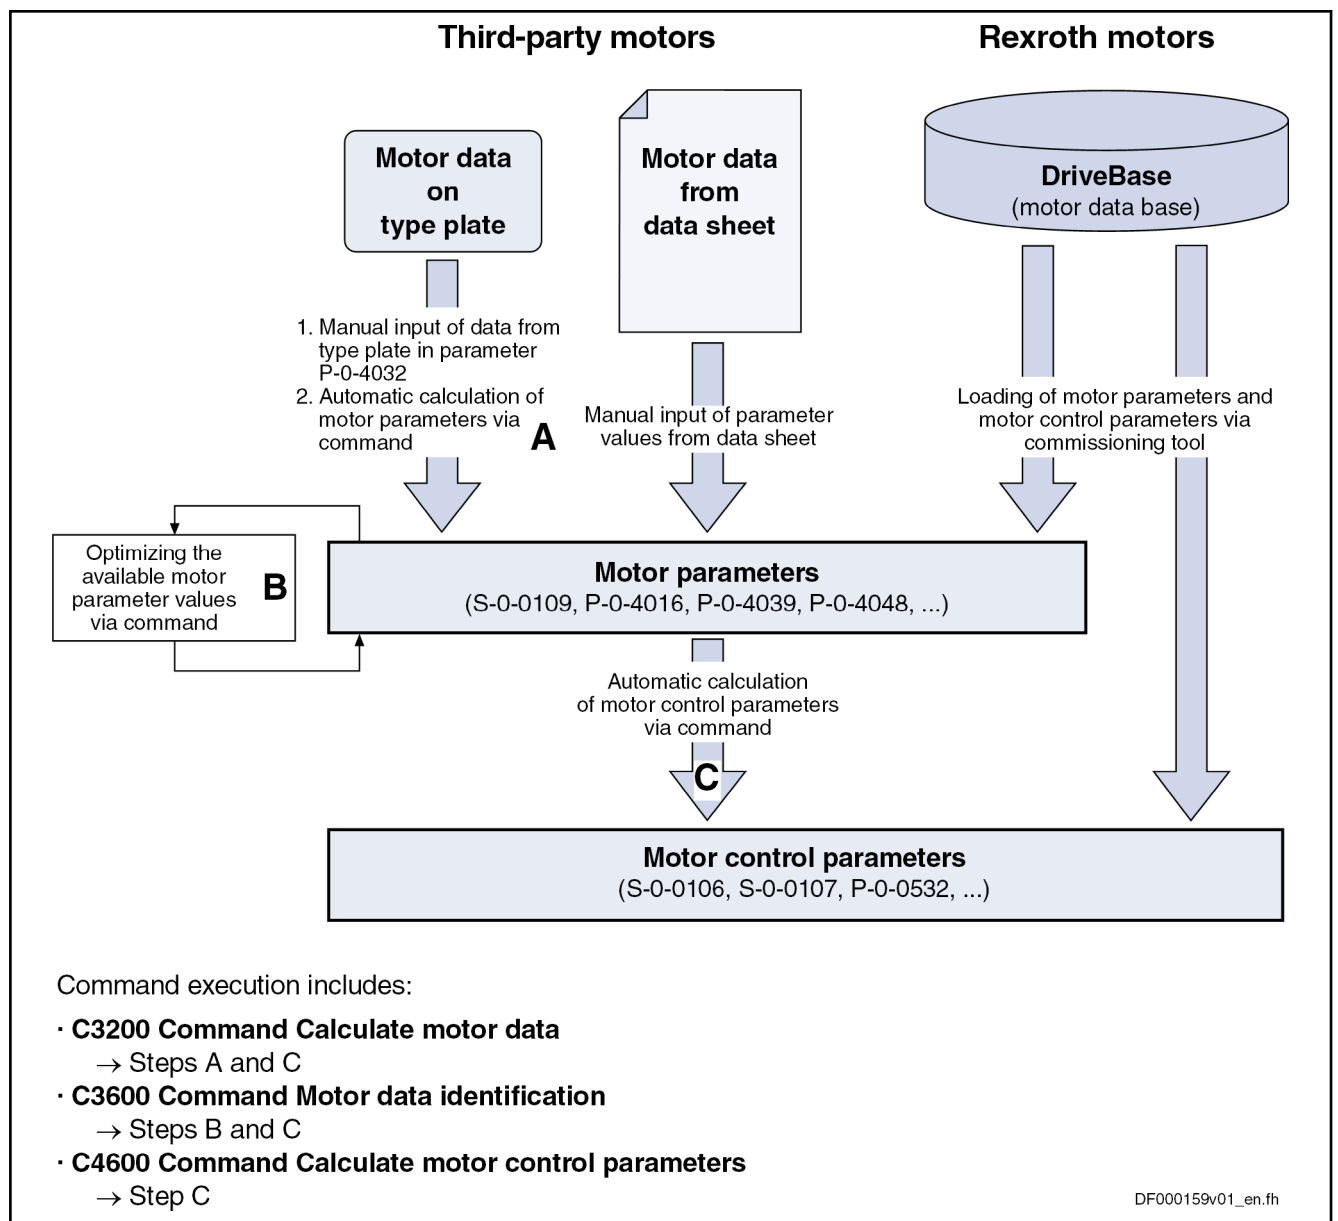 Third-party motors
Rexroth motors
Motor data
on
type plate
Motor data
from
data sheet
DriveBase
(motor data base)
1. Manual input of data from
type plate in parameter
P-0-4032
2. Automatic calculation of
motor parameters via
command
A
Manual input of parameter
values from data sheet
Loading of motor parameters and
motor control parameters via
commissioning tool
Optimizing the
available motor
parameter values
via command
B
Motor parameters
(S-0-0109, P-0-4016, P-0-4039, P-0-4048, ...)
Automatic calculation
of motor control parameters
via command
C
Motor control parameters
(S-0-0106, S-0-0107, P-0-0532, ...)
Command execution includes:
· C3200 Command Calculate motor data
→ Steps A and C
· C3600 Command Motor data identification
→ Steps B and C
· C4600 Command Calculate motor control parameters
→ Step C
DF000159v01_en.fh